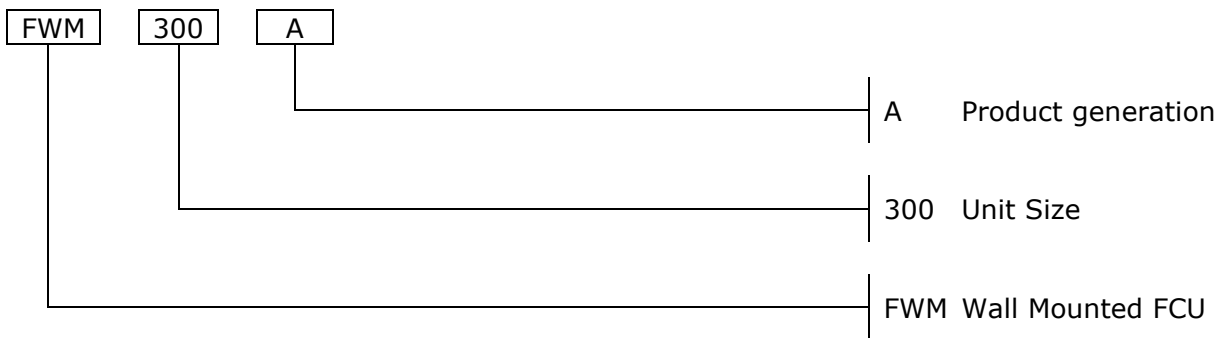 FWM 300 A
A Product generation
300 Unit Size
FWM Wall Mounted FCU